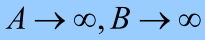 A → ∞, B → ∞